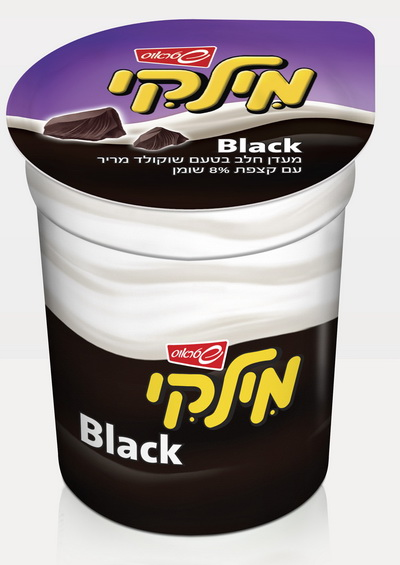 שטראוס
מילקי
Black
מעדן חלב בטעם שוקולד מריר
עם קצפת 8% שומן
שטראוס
מילקי
Black